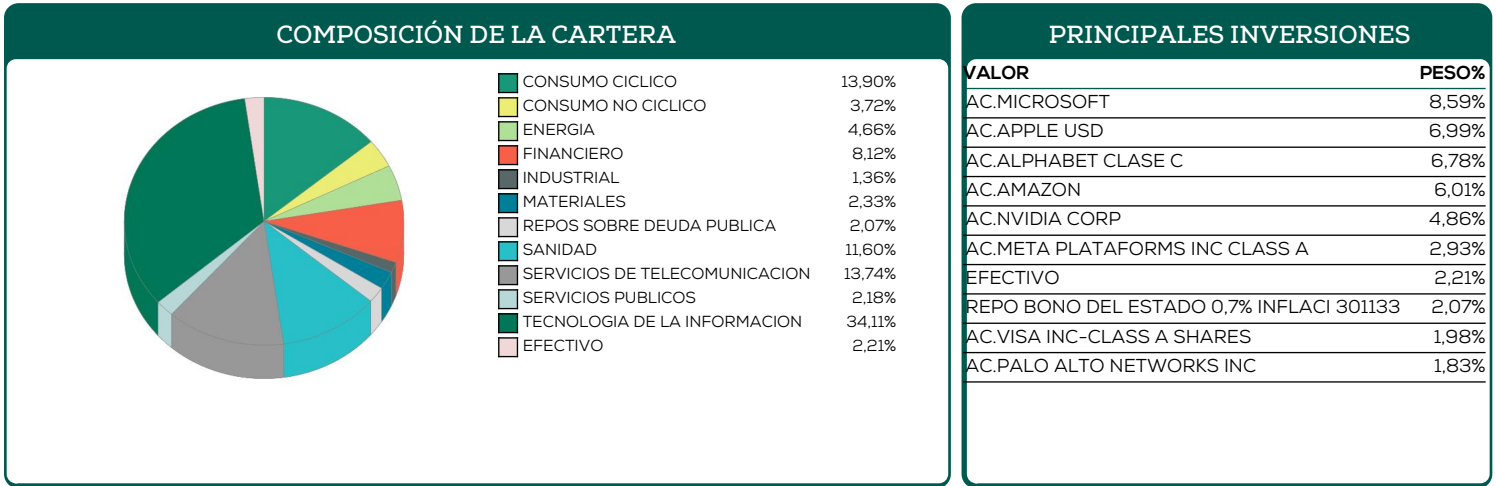 COMPOSICIÓN DE LA CARTERA
CONSUMO CICLICO 13,90%
CONSUMO NO CICLICO 3,72%
ENERGIA 4,66%
FINANCIERO 8,12%
INDUSTRIAL 1,36%
MATERIALES 2,33%
REPOS SOBRE DEUDA PUBLICA 2,07%
SANIDAD 11,60%
SERVICIOS DE TELECOMUNICACION 13,74%
SERVICIOS PUBLICOS 2,18%
TECNOLOGIA DE LA INFORMACION 34,11%
EFECTIVO 2,21%
PRINCIPALES INVERSIONES
VALOR PESO%
AC.MICROSOFT 8,59%
AC.APPLE USD 6,99%
AC.ALPHABET CLASE C 6,78%
AC.AMAZON 6,01%
AC.NVIDIA CORP 4,86%
AC.META PLATAFORMS INC CLASS A 2,93%
EFECTIVO 2,21%
REPO BONO DEL ESTADO 0,7% INFLACI 301133 2,07%
AC.VISA INC-CLASS A SHARES 1,98%
AC.PALO ALTO NETWORKS INC 1,83%